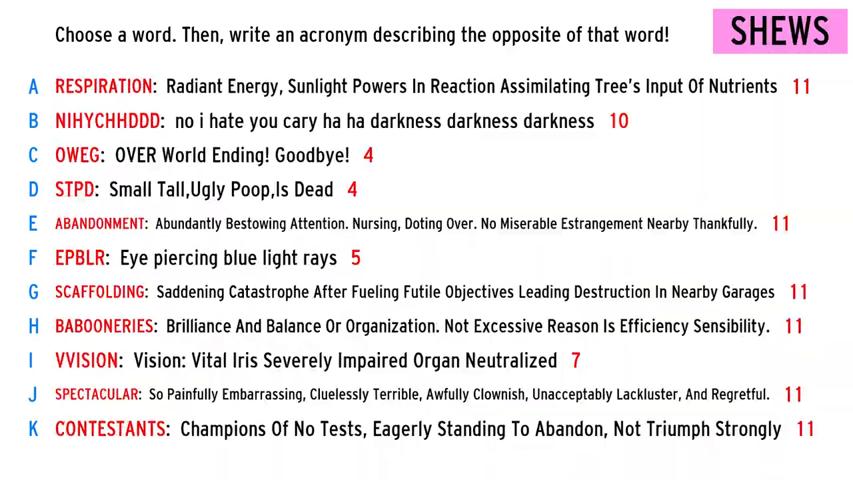 Choose a word. Then, write an acronym describing the opposite of that word!
SHEWS
A RESPIRATION: Radiant Energy, Sunlight Powers In Reaction Assimilating Tree's Input Of Nutrients 11
B NIHYCHHDDD: no i hate you cary ha ha darkness darkness darkness 10
C OWEG: OVER World Ending! Goodbye! 4
D STPD: Small Tall,Ugly Poop,Is Dead 4
E ABANDONMENT: Abundantly Bestowing Attention. Nursing, Doting Over. No Miserable Estrangement Nearby Thankfully. 11
F EPBLR: Eye piercing blue light rays 5
G SCAFFOLDING: Saddening Catastrophe After Fueling Futile Objectives Leading Destruction In Nearby Garages 11
H BABOONERIES: Brilliance And Balance Or Organization. Not Excessive Reason Is Efficiency Sensibility. 11
I VVISION: Vision: Vital Iris Severely Impaired Organ Neutralized 7
J SPECTACULAR: So Painfully Embarrassing, Cluelessly Terrible, Awfully Clownish, Unacceptably Lackluster, And Regretful. 11
K CONTESTANTS: Champions Of No Tests, Eagerly Standing To Abandon, Not Triumph Strongly 11